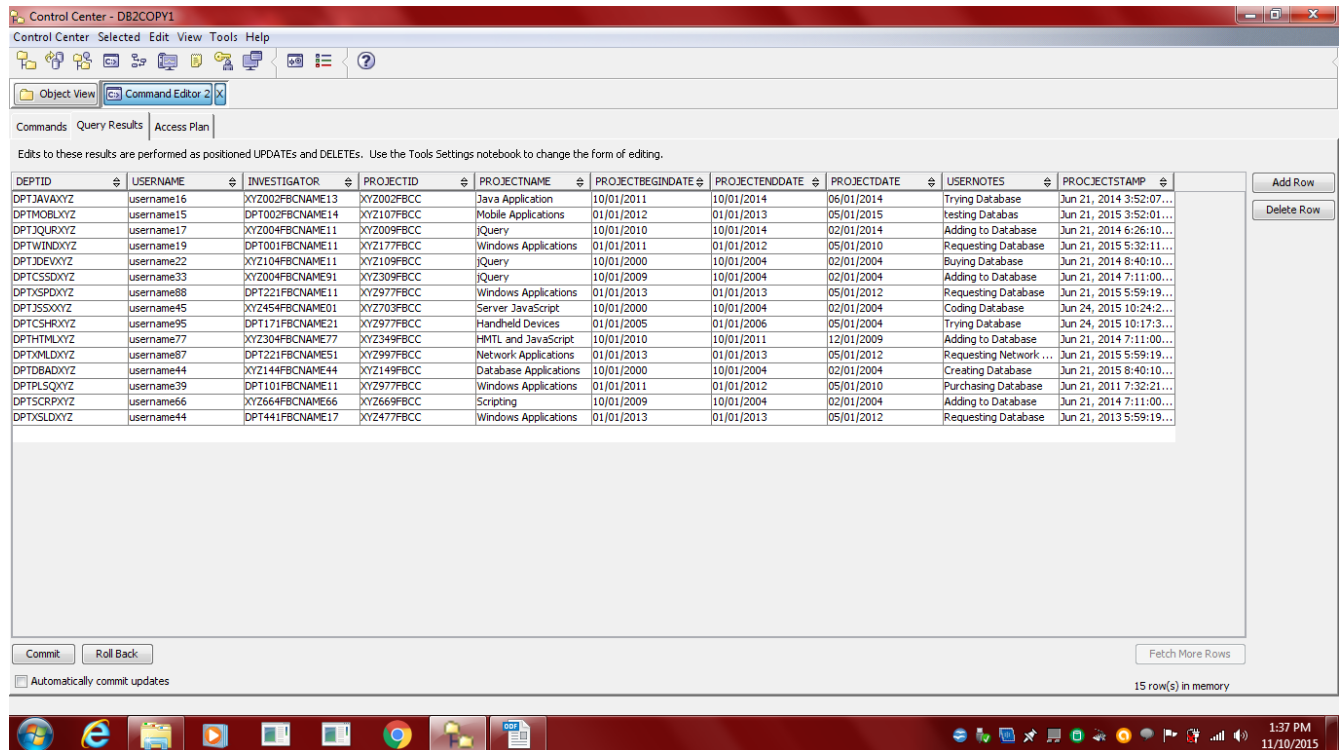 Control Center - DB2COPY1
Control Center Selected Edit View Tools Help
Object View Command Editor 2 X
Commands Query Results Access Plan
Edits to these results are performed as positioned UPDATEs and DELETEs. Use the Tools Settings notebook to change the form of editing.
DEPTID USERNAME INVESTIGATOR PROJECTID PROJECTNAME PROJECTBEGINDATE PROJECTENDDATE PROJECTDATE USERNOTES PROCJECTSTAMP Add Row
DPTJAVAXYZ username16 XYZ002FBCNAME13 XYZ002FBCC Java Application 10/01/2011 10/01/2014 06/01/2014 Trying Database Jun 21, 2014 3:52:07...
Delete Row
DPTMOBLXYZ username15 DPT002FBCNAME14 XYZ107FBCC Mobile Applications 01/01/2012 01/01/2013 05/01/2015 testing Databas Jun 21, 2015 3:52:01...
DPTJQURXYZ username17 XYZ004FBCNAME11 XYZ009FBCC jQuery 10/01/2010 10/01/2014 02/01/2014 Adding to Database Jun 21, 2014 6:26:10...
DPTWINDXYZ username19 DPT001FBCNAME11 XYZ177FBCC Windows Applications 01/01/2011 01/01/2012 05/01/2010 Requesting Database Jun 21, 2015 5:32:11...
DPTJDEVXYZ username22 XYZ104FBCNAME11 XYZ109FBCC jQuery 10/01/2000 10/01/2004 02/01/2004 Buying Database Jun 21, 2014 8:40:10...
DPTCSSDXYZ username33 XYZ004FBCNAME91 XYZ309FBCC jQuery 10/01/2009 10/01/2004 02/01/2004 Adding to Database Jun 21, 2014 7:11:00...
DPTXSPDXYZ username88 DPT221FBCNAME11 XYZ977FBCC Windows Applications 01/01/2013 01/01/2013 05/01/2012 Requesting Database Jun 21, 2015 5:59:19...
DPTJSSXXYZ username45 XYZ454FBCNAME01 XYZ703FBCC Server JavaScript 10/01/2000 10/01/2004 02/01/2004 Coding Database Jun 24, 2015 10:24:2...
DPTCSHRXYZ username95 DPT171FBCNAME21 XYZ977FBCC Handheld Devices 01/01/2005 01/01/2006 05/01/2004 Trying Database Jun 24, 2015 10:17:3...
DPTHTMLXYZ username77 XYZ304FBCNAME77 XYZ349FBCC HMTL and JavaScript 10/01/2010 10/01/2011 12/01/2009 Adding to Database Jun 21, 2014 7:11:00...
DPTXMLDXYZ username87 DPT221FBCNAME51 XYZ997FBCC Network Applications 01/01/2013 01/01/2013 05/01/2012 Requesting Network ... Jun 21, 2015 5:59:19...
DPTDBADXYZ username44 XYZ144FBCNAME44 XYZ149FBCC Database Applications 10/01/2000 10/01/2004 02/01/2004 Creating Database Jun 21, 2015 8:40:10...
DPTPLSQXYZ username39 DPT101FBCNAME11 XYZ977FBCC Windows Applications 01/01/2011 01/01/2012 05/01/2010 Purchasing Database Jun 21, 2011 7:32:21...
DPTSCRPXYZ username66 XYZ664FBCNAME66 XYZ669FBCC Scripting 10/01/2009 10/01/2004 02/01/2004 Adding to Database Jun 21, 2014 7:11:00...
DPTXSLDXYZ username44 DPT441FBCNAME17 XYZ477FBCC Windows Applications 01/01/2013 01/01/2013 05/01/2012 Requesting Database Jun 21, 2013 5:59:19...
Commit Roll Back Fetch More Rows
Automatically commit updates
15 row(s) in memory
1:37 PM
11/10/2015